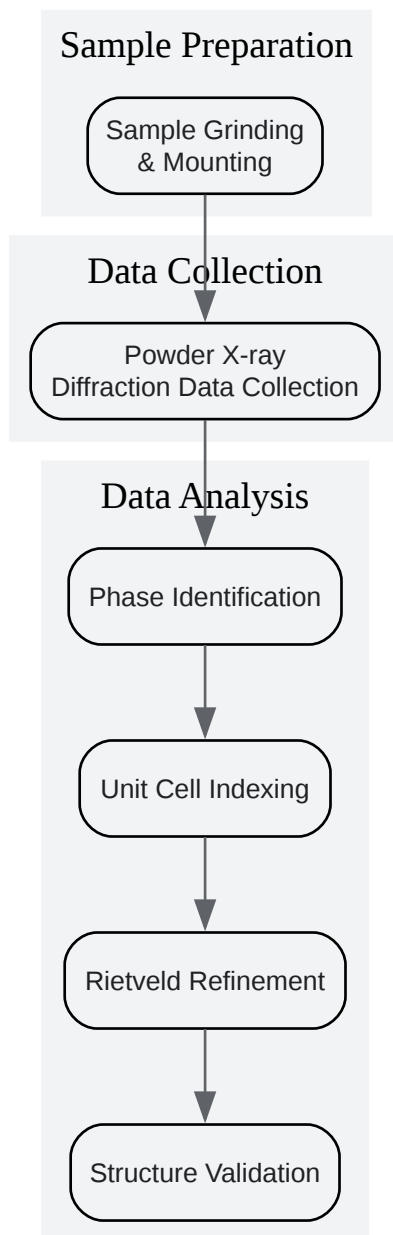 Sample Preparation
Sample Grinding
& Mounting
Data Collection
Powder X-ray
Diffraction Data Collection
Data Analysis
Phase Identification
Unit Cell Indexing
Rietveld Refinement
Structure Validation